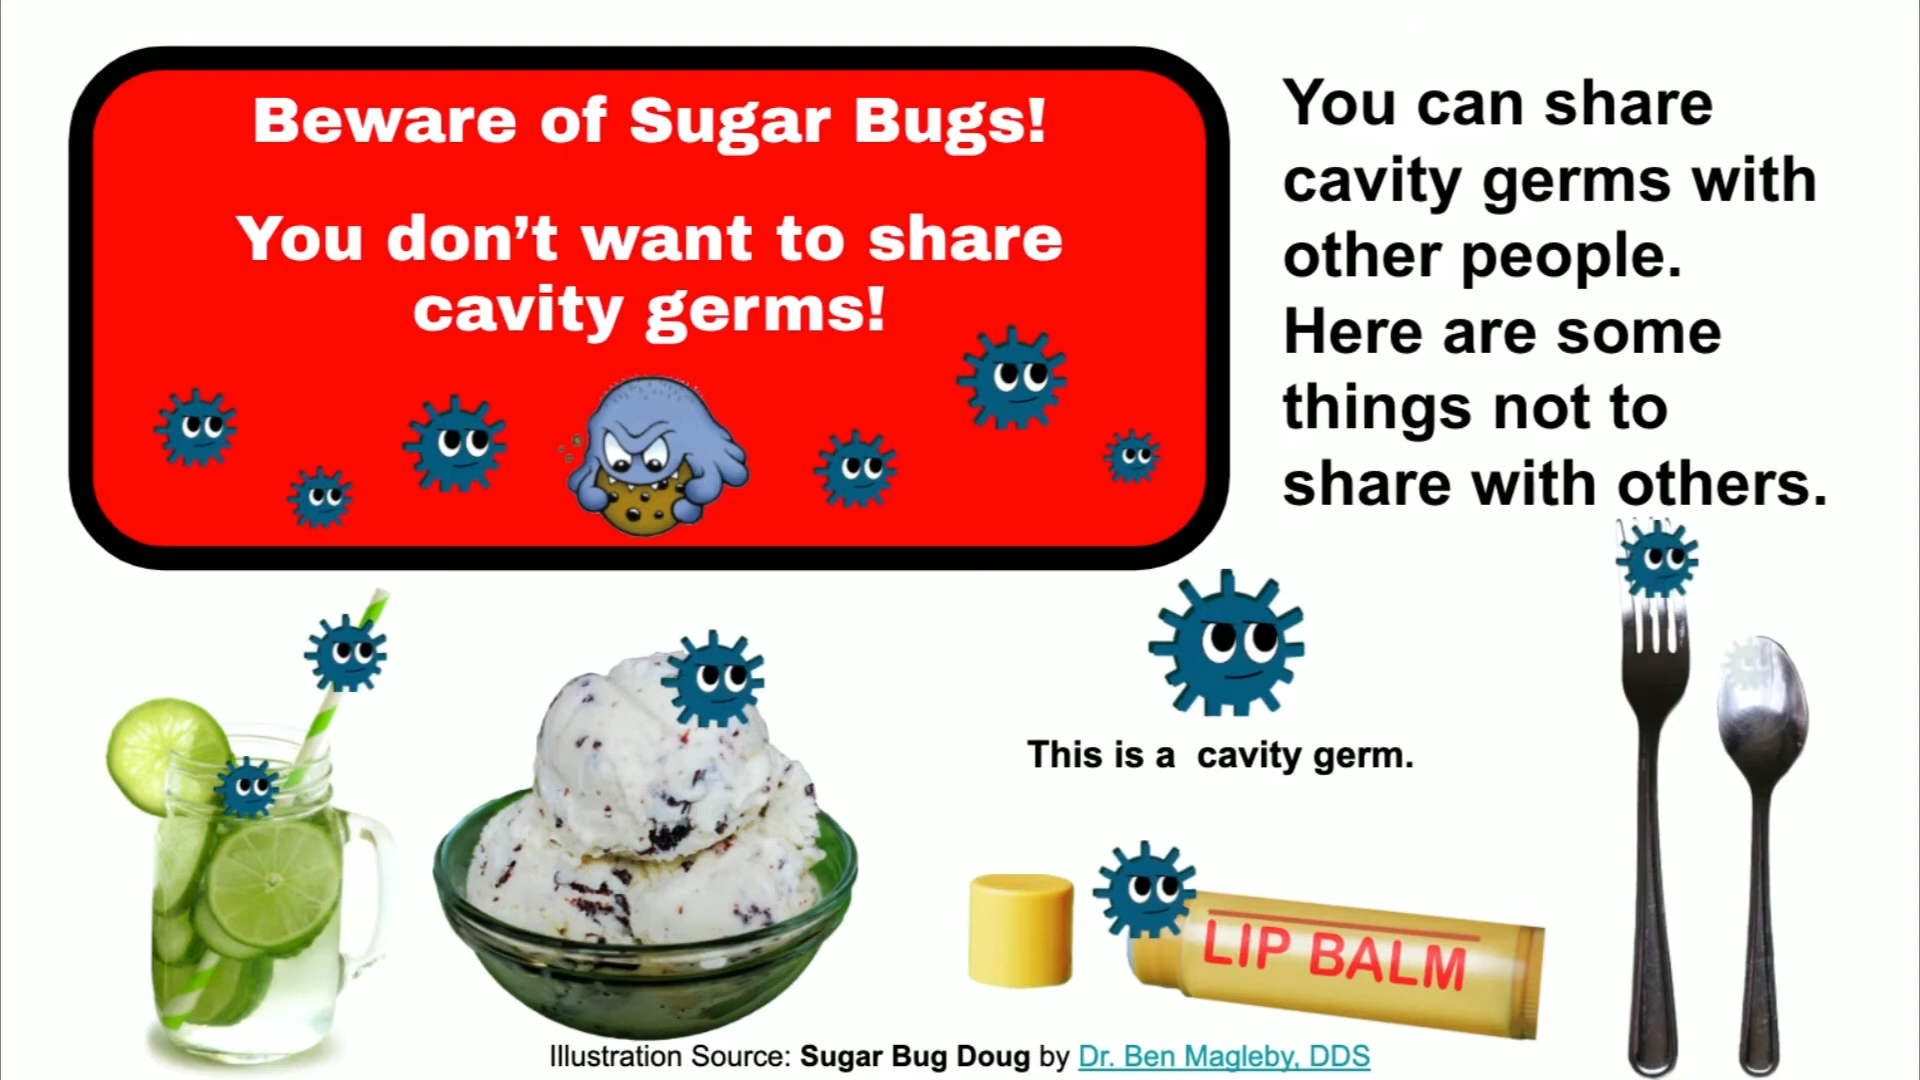 Beware of Sugar Bugs!
You don’t want to share
cavity germs!
You can share
cavity germs with
other people.
Here are some
things not to
share with others.
This is a  cavity germ.
LIP BALM
Illustration Source: Sugar Bug Doug by Dr. Ben Magleby, DDS